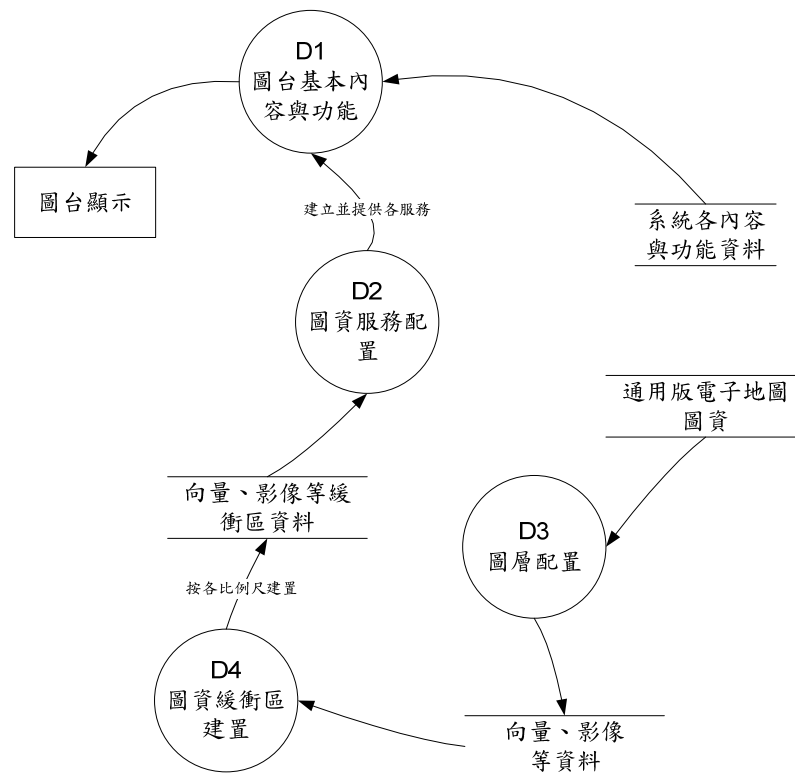 D1
圖台基本內
容與功能
圖台顯示
建立並提供各服務
系統各內容
與功能資料
D2
圖資服務配
置
通用版電子地圖
圖資
向量、影像等緩
衝區資料
D3
圖層配置
按各比例尺建置
D4
圖資緩衝區
建置
向量、影像
等資料